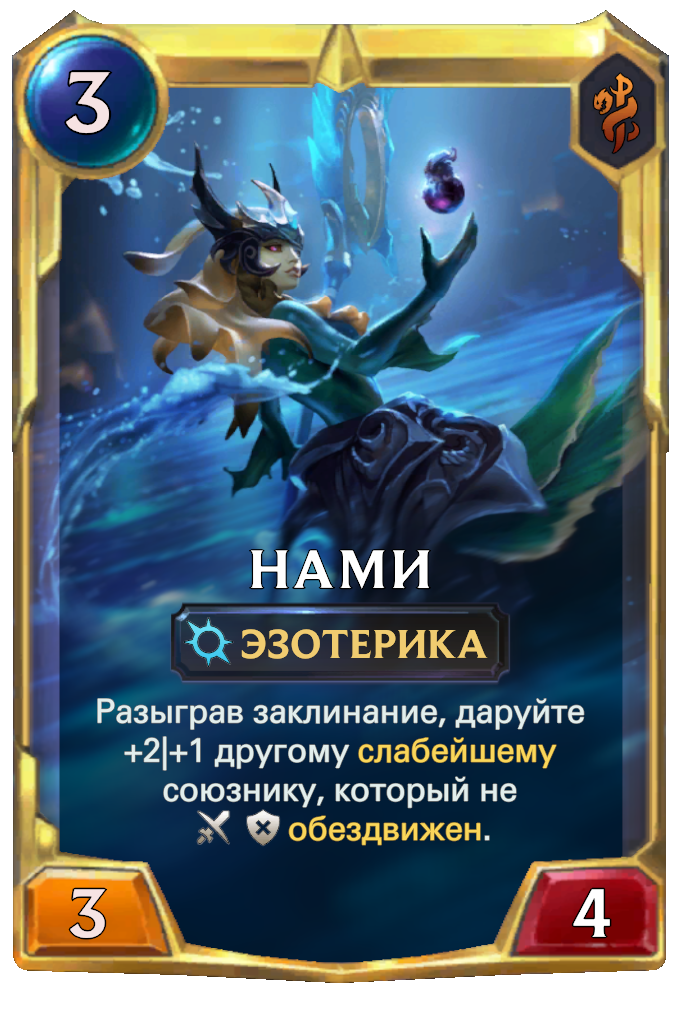 3
НАМИ
ЭЗОТЕРИКА
Разыграв заклинание, даруйте
+2|+1 другому слабейшему
союзнику, который не
обездвижен.
3
4